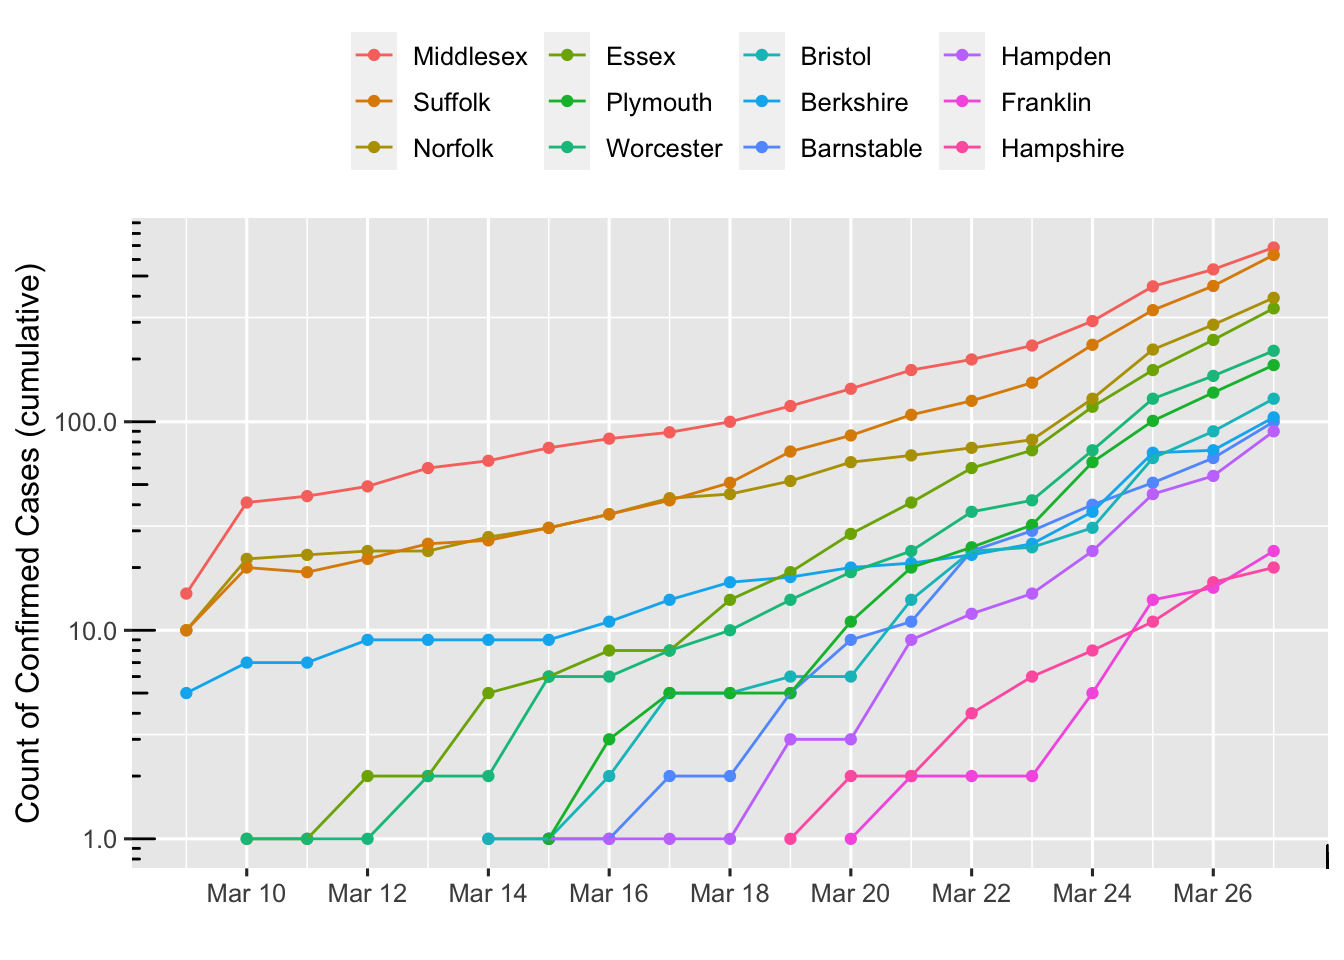 Middlesex Essex Bristol Hampden
Suffolk Plymouth Berkshire Franklin
Norfolk Worcester Barnstable Hampshire
Count of Confirmed Cases (cumulative)
100.0
10.0
1.0
Mar 10 Mar 12 Mar 14 Mar 16 Mar 18 Mar 20 Mar 22 Mar 24 Mar 26